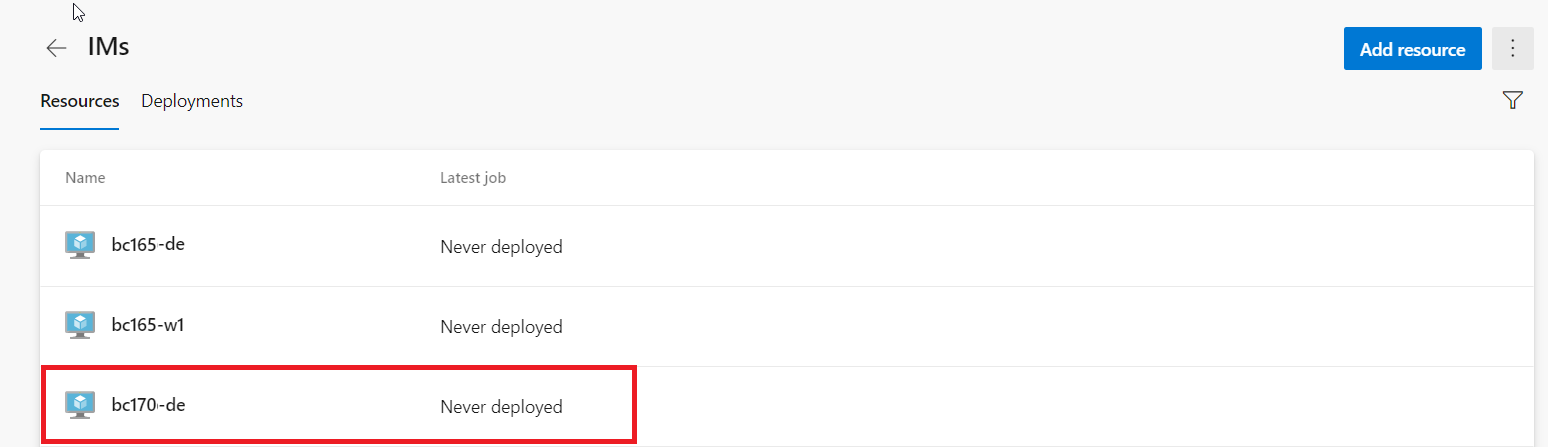 IMs
Add resource
Resources Deployments
Name Latest job
bc165-de Never deployed
bc165-w1 Never deployed
bc170-de Never deployed